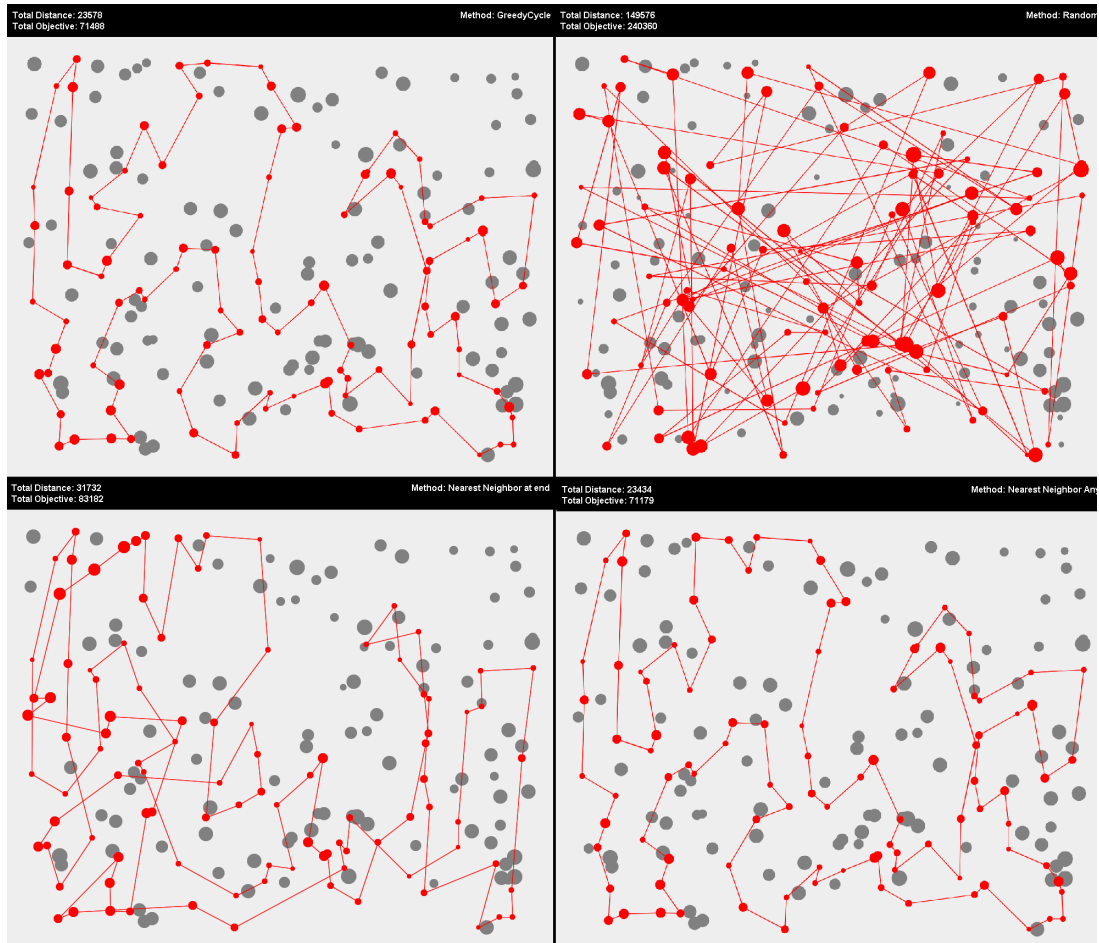 Total Distance: 23578
Total Objective: 71488
Method: GreedyCycle
Total Distance: 149576
Total Objective: 240360
Method: Random
Total Distance: 31732
Total Objective: 83182
Method: Nearest Neighbor at end
Total Distance: 23434
Total Objective: 71179
Method: Nearest Neighbor Any